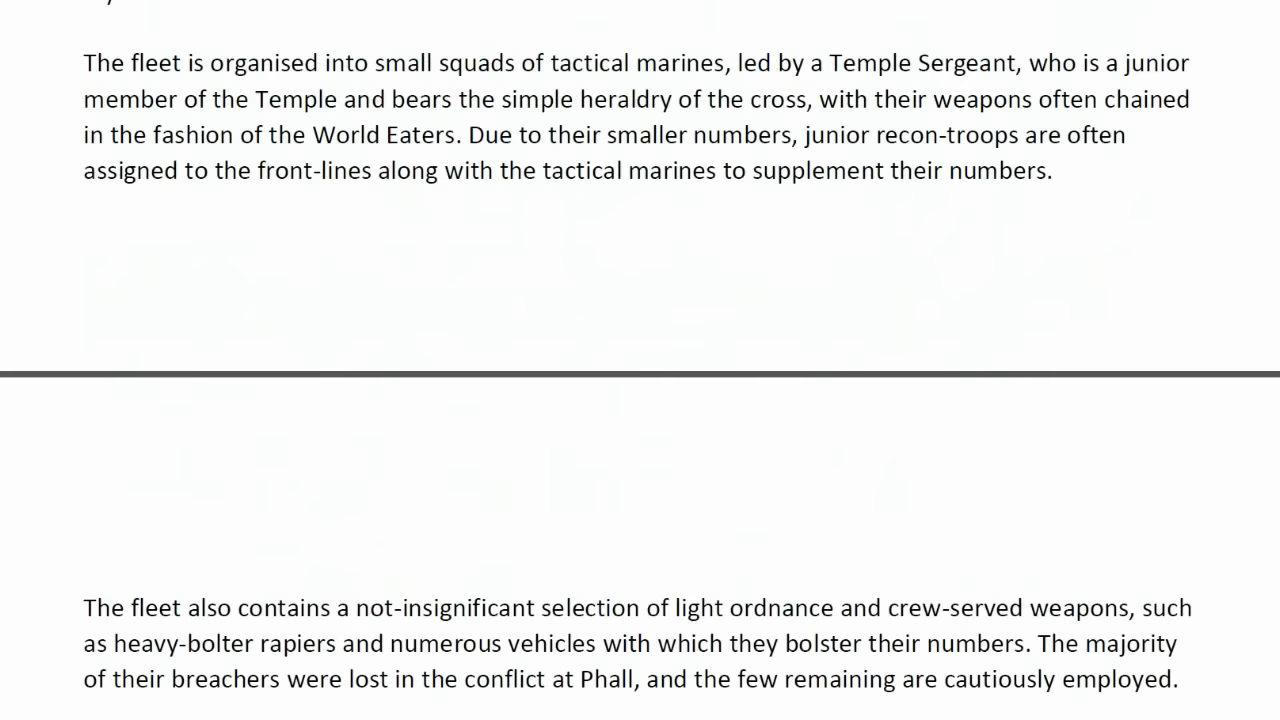 The fleet is organised into small squads of tactical marines, led by a Temple Sergeant, who is a junior
member of the Temple and bears the simple heraldry of the cross, with their weapons often chained
in the fashion of the World Eaters. Due to their smaller numbers, junior recon-troops are often
assigned to the front-lines along with the tactical marines to supplement their numbers.
The fleet also contains a not-insignificant selection of light ordnance and crew-served weapons, such
as heavy-bolter rapiers and numerous vehicles with which they bolster their numbers. The majority
of their breachers were lost in the conflict at Phall, and the few remaining are cautiously employed.